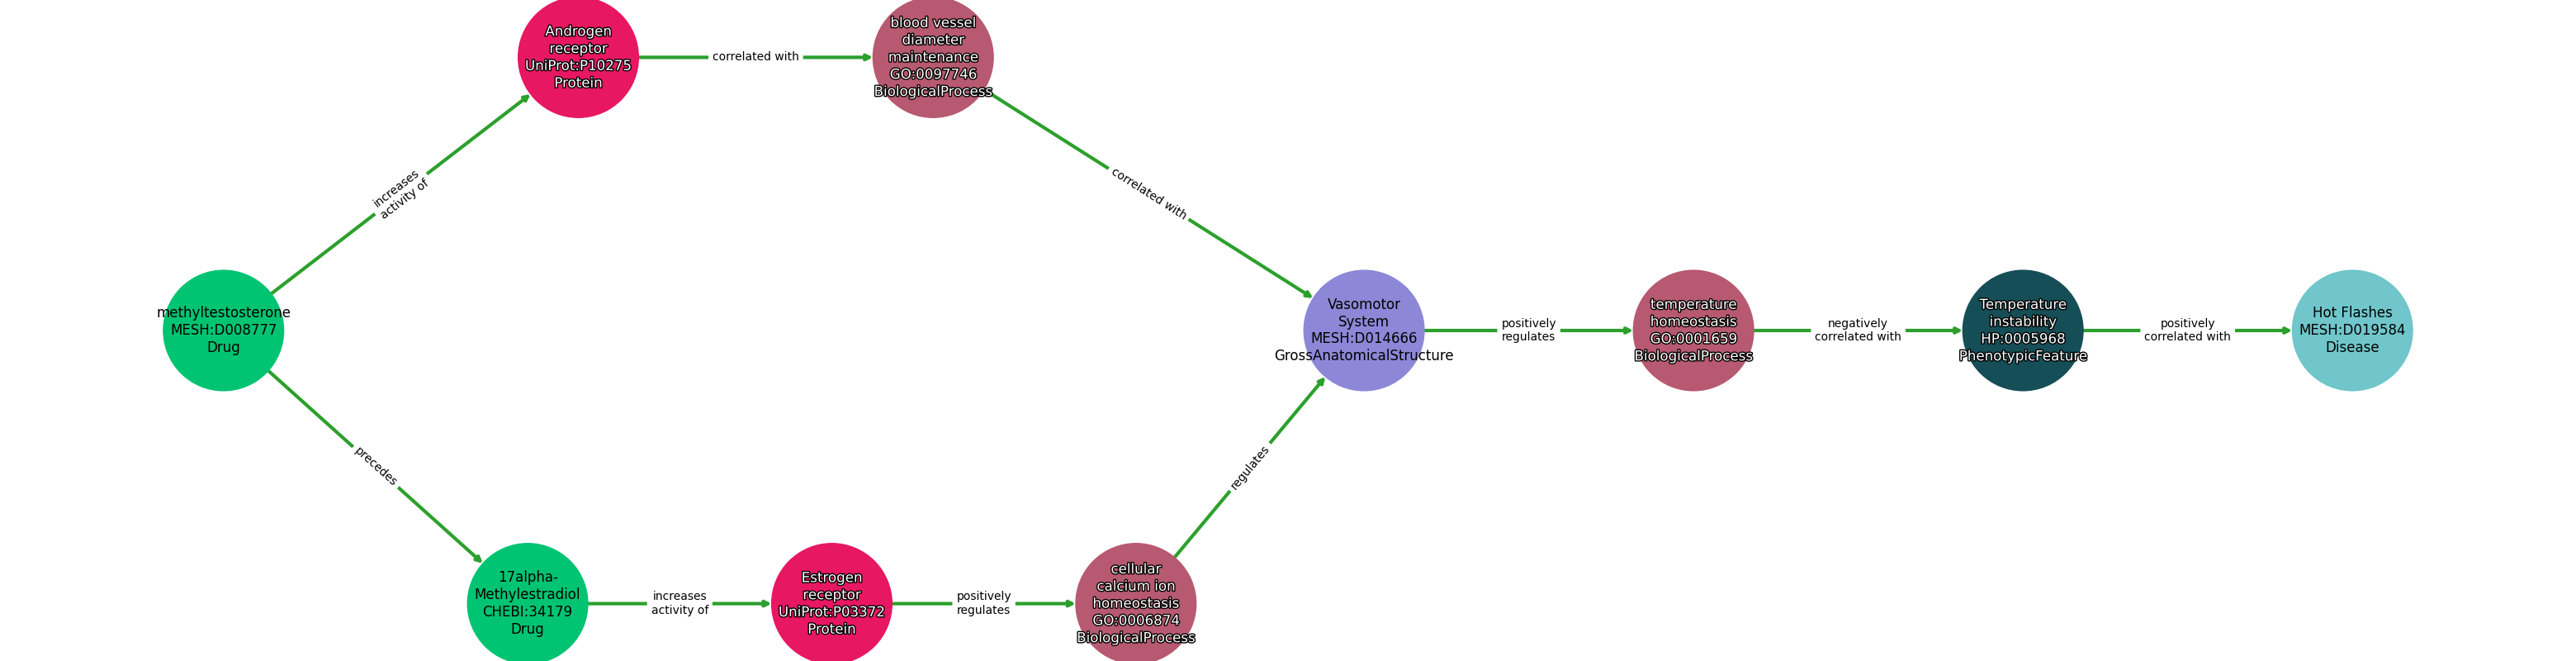 Androgen
receptor
UniProt:P10275
Protein
correlated with
blood vessel
diameter
maintenance
GO:0097746
BiologicalProcess
increases
activity of
correlated with
methyltestosterone
MESH:D008777
Drug
Vasomotor
System
MESH:D014666
GrossAnatomicalStructure
positively
regulates
temperature
homeostasis
GO:0001659
BiologicalProcess
negatively
correlated with
Temperature
instability
HP:0005968
PhenotypicFeature
positively
correlated with
Hot Flashes
MESH:D019584
Disease
precedes
regulates
17alpha-
Methylestradiol
CHEBI:34179
Drug
increases
activity of
Estrogen
receptor
UniProt:P03372
Protein
positively
regulates
cellular
calcium ion
homeostasis
GO:0006874
BiologicalProcess